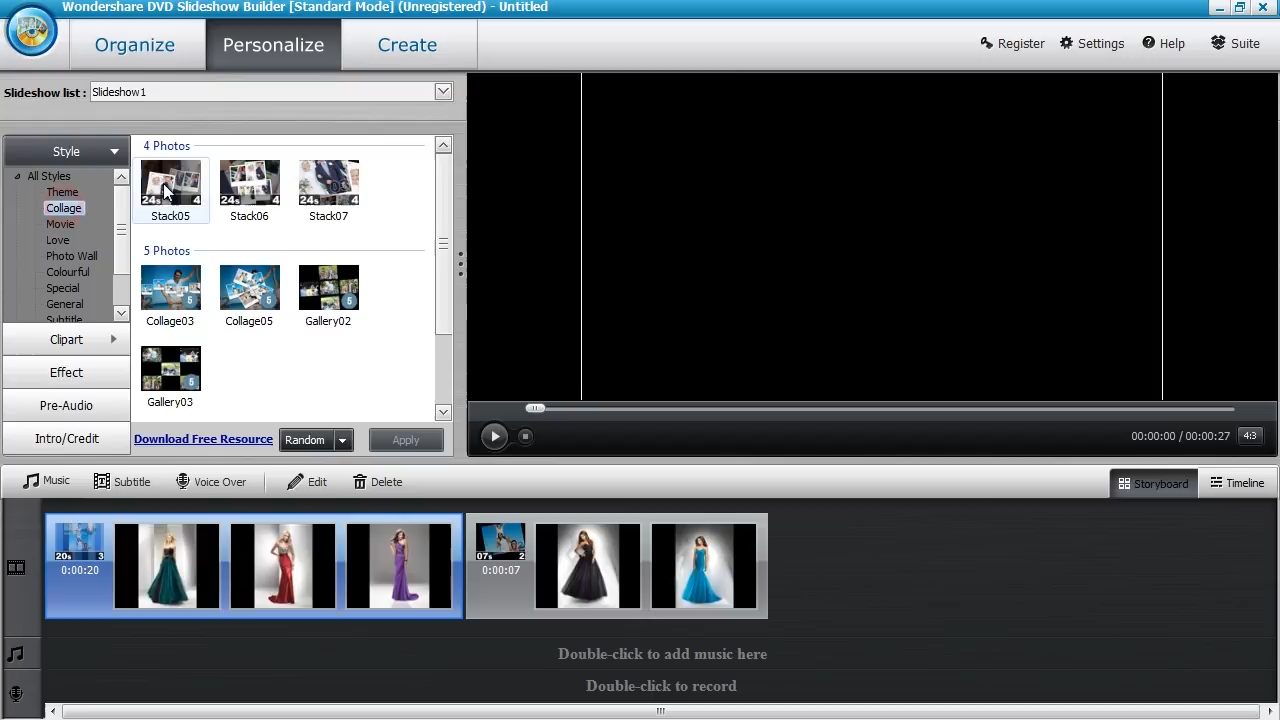 Wondershare DVD Slideshow Builder [Standard Mode] (Unregistered) - Untitled
Organize
Personalize
Create
Register
Settings
Help
Suite
Slideshow list :
Slideshow1
Style
All Styles
Theme
Collage
Movie
Love
Photo Wall
Colourful
Special
General
Subtitle
Clipart
Effect
Pre-Audio
Intro/Credit
4 Photos
24s 4
24s 4
24s 4
Stack05
Stack06
Stack07
5 Photos
5
5
5
Collage03
Collage05
Gallery02
5
Gallery03
Download Free Resource
Random
Apply
00:00:00 / 00:00:27
4:3
Music
Subtitle
Voice Over
Edit
Delete
Storyboard
Timeline
20s 3
0:00:20
07s 2
0:00:07
Double-click to add music here
Double-click to record